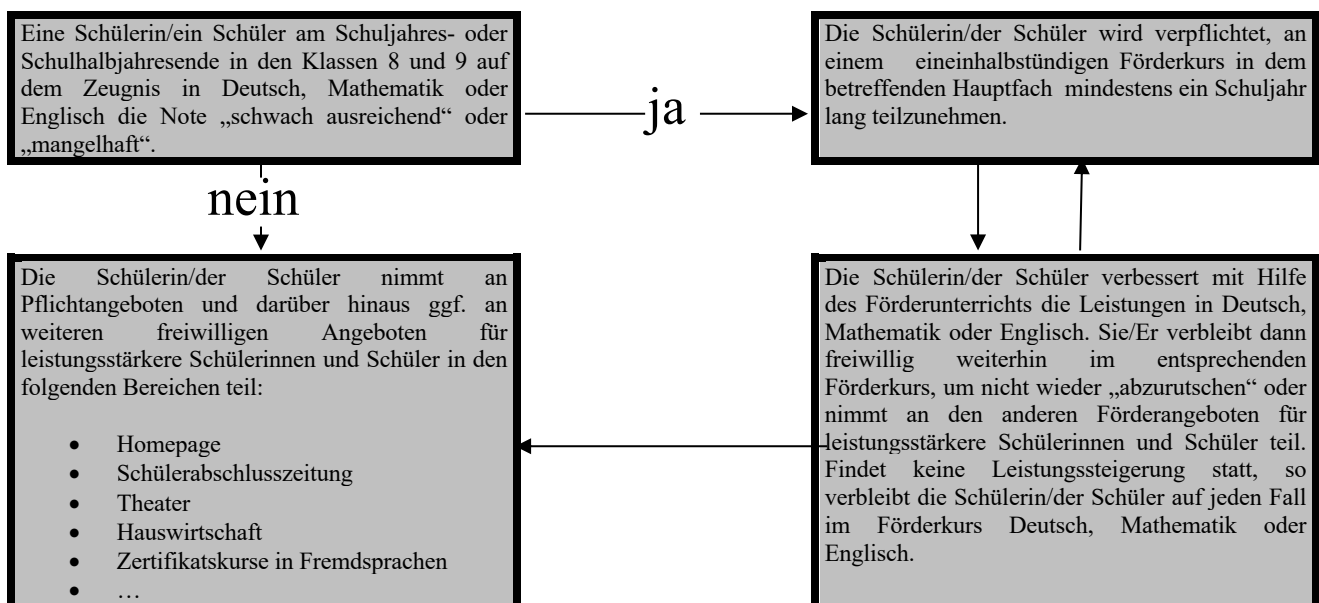 Eine Schülerin/ein Schüler am Schuljahres- oder
Schulhalbjahresende in den Klassen 8 und 9 auf
dem Zeugnis in Deutsch, Mathematik oder
Englisch die Note „schwach ausreichend“ oder
„mangelhaft“.
ja
Die Schülerin/der Schüler wird verpflichtet, an
einem eineinhalbstündigen Förderkurs in dem
betreffenden Hauptfach mindestens ein Schuljahr
lang teilzunehmen.
nein
Die Schülerin/der Schüler nimmt an
Pflichtangeboten und darüber hinaus ggf. an
weiteren freiwilligen Angeboten für
leistungsstärkere Schülerinnen und Schüler in den
folgenden Bereichen teil:
• Homepage
• Schülerabschlusszeitung
• Theater
• Hauswirtschaft
• Zertifikatskurse in Fremdsprachen
• …
Die Schülerin/der Schüler verbessert mit Hilfe
des Förderunterrichts die Leistungen in Deutsch,
Mathematik oder Englisch. Sie/Er verbleibt dann
freiwillig weiterhin im entsprechenden
Förderkurs, um nicht wieder „abzurutschen“ oder
nimmt an den anderen Förderangeboten für
leistungsstärkere Schülerinnen und Schüler teil.
Findet keine Leistungssteigerung statt, so
verbleibt die Schülerin/der Schüler auf jeden Fall
im Förderkurs Deutsch, Mathematik oder
Englisch.